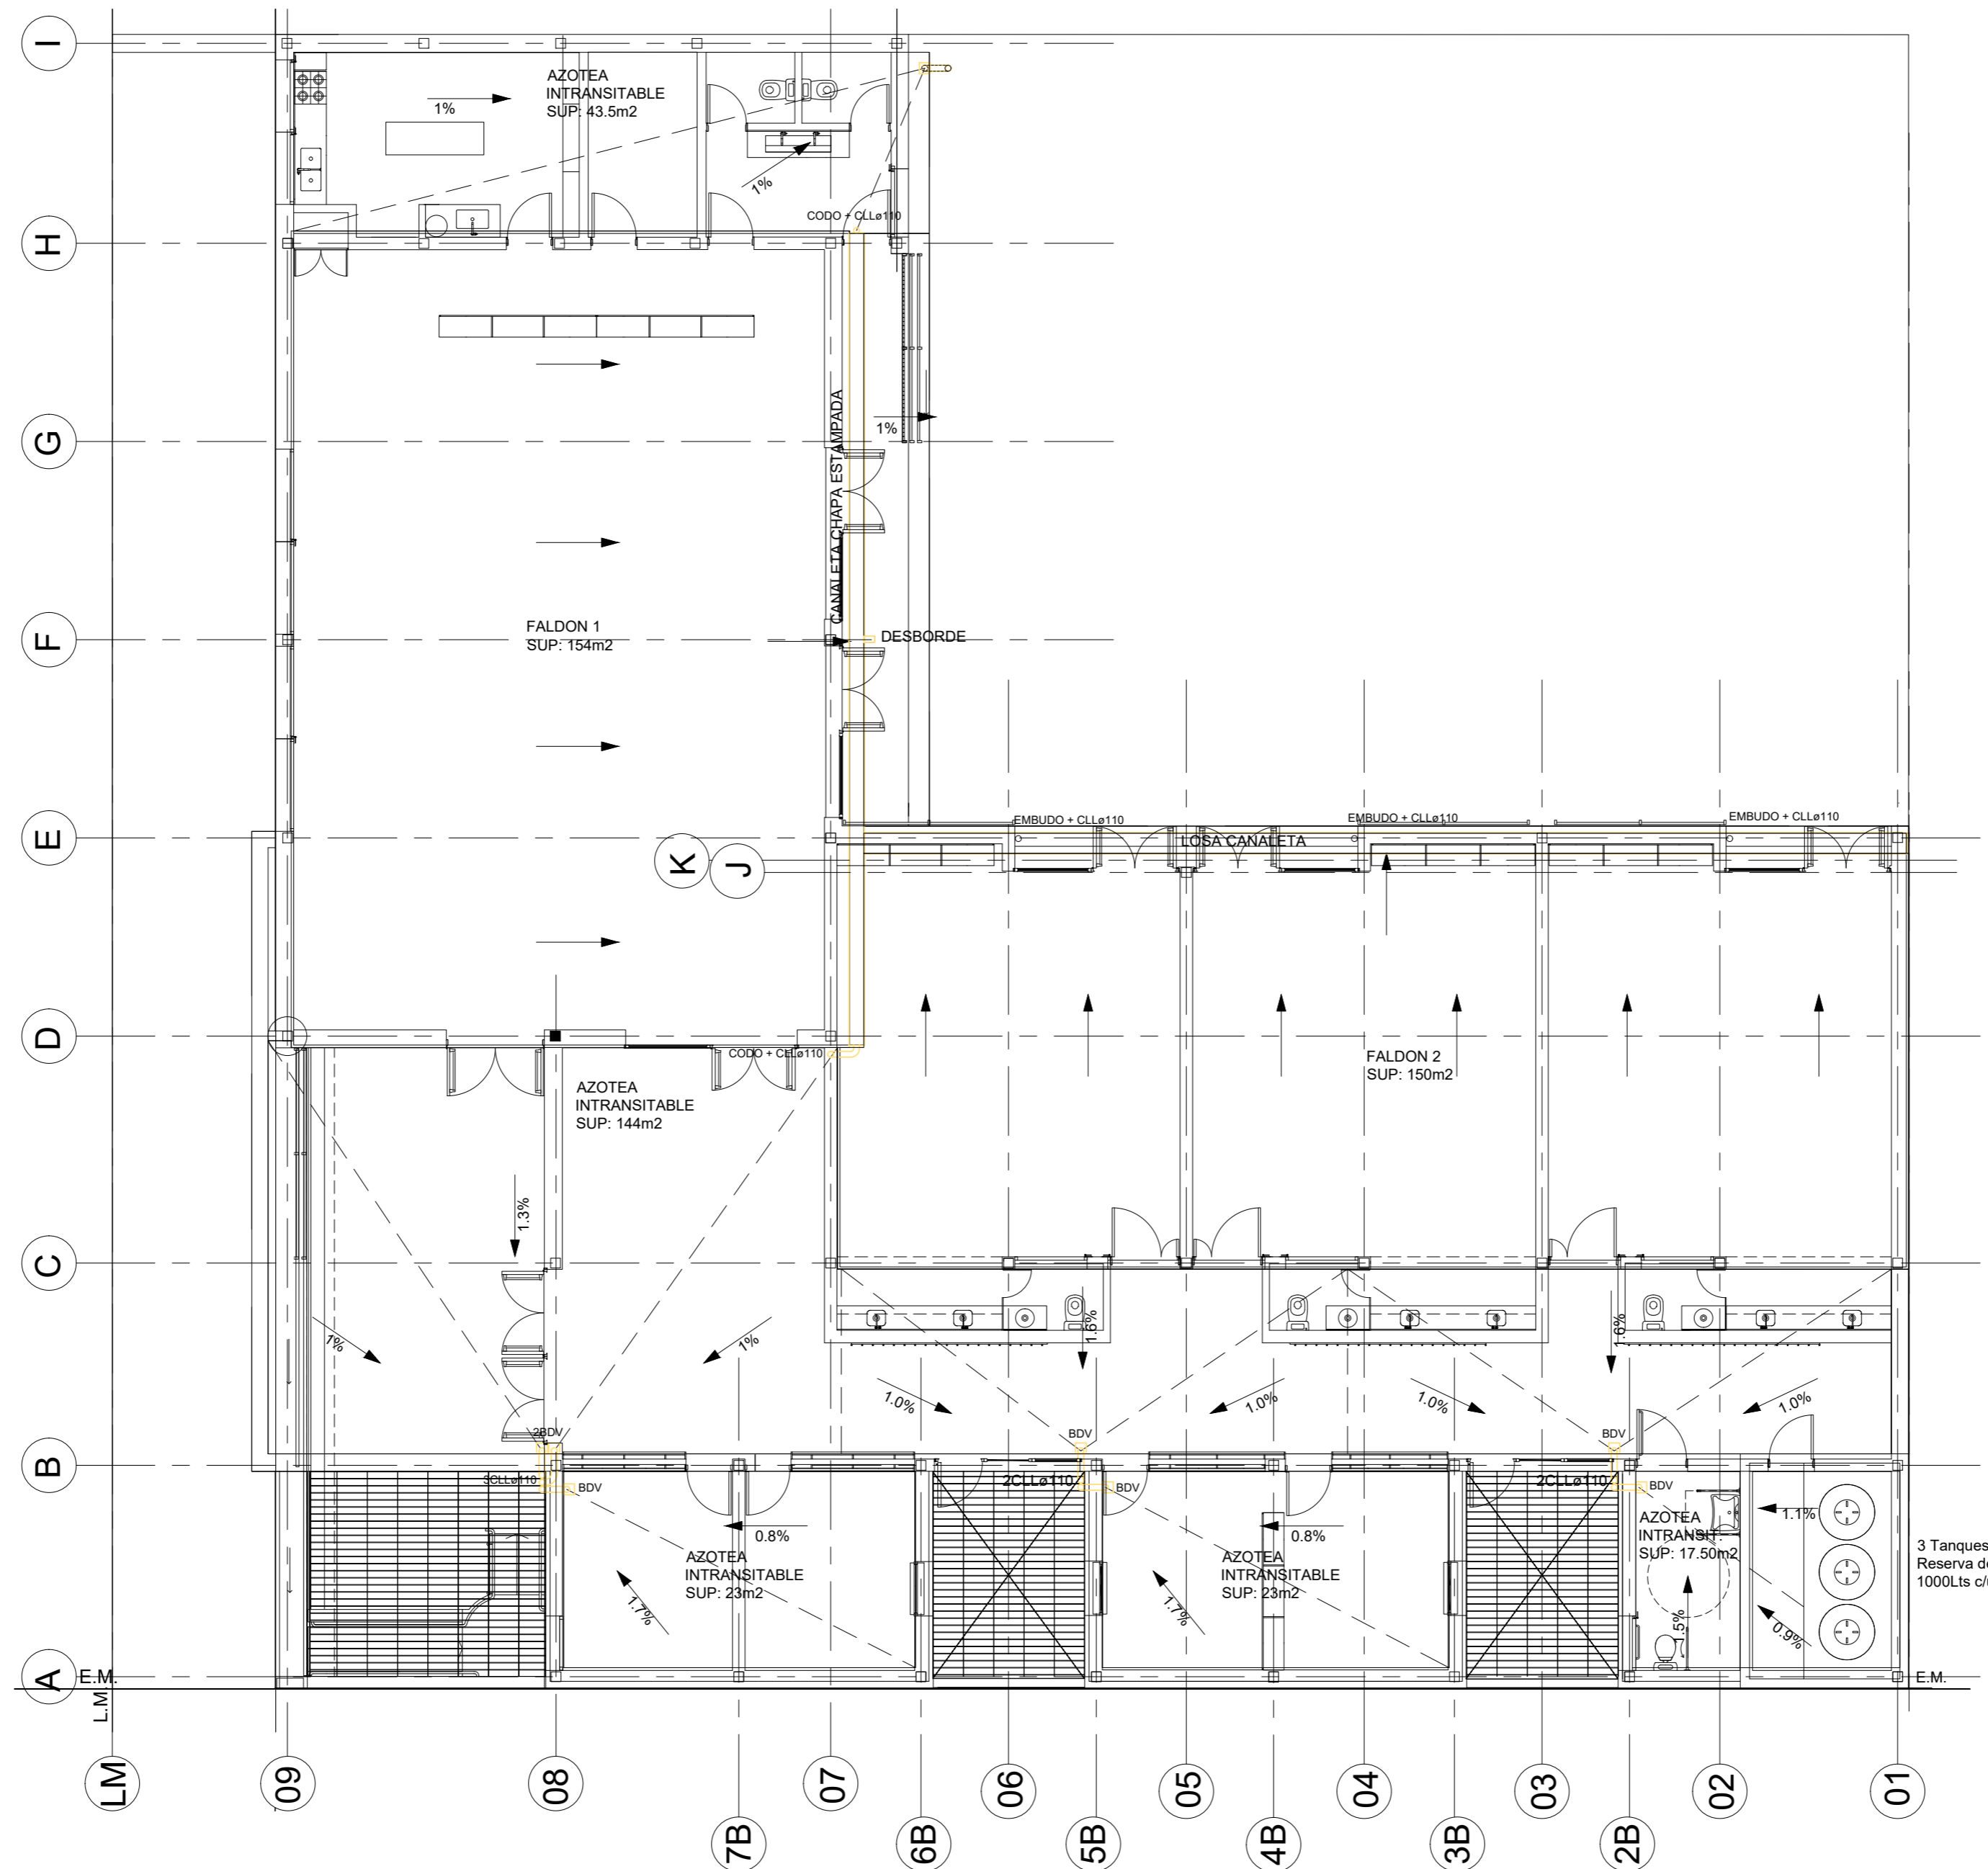 I
AZOTEA
INTRANSITABLE
SUP: 43.5m2
1%
1%
CODO + CLLø110
H
CANALETA CHAPA ESTAMPADA
1%
G
FALDON 1
SUP: 154m2
DESBORDE
F
EMBUDO + CLLø110
EMBUDO + CLLø110
EMBUDO + CLLø110
LOSA CANALETA
E
K
J
D
CODO + CLLø110
AZOTEA
INTRANSITABLE
SUP: 144m2
FALDON 2
SUP: 150m2
1.3%
C
1%
1%
1.6%
1.6%
1.0%
1.0%
1.0%
1.0%
2BDV
BDV
BDV
B
3CLLø110
BDV
2CLLø110
BDV
2CLLø110
BDV
0.8%
0.8%
1.1%
AZOTEA
INTRANSITABLE
SUP: 23m2
AZOTEA
INTRANSITABLE
SUP: 23m2
AZOTEA
INTRANSIT.
SUP: 17.50m2
3 Tanques
Reserva de
1000Lts c/u
1.7%
1.7%
1.5%
0.9%
A
E.M.
E.M.
L.M.
LM
09
08
07
06
05
04
03
02
01
7B
6B
5B
4B
3B
2B